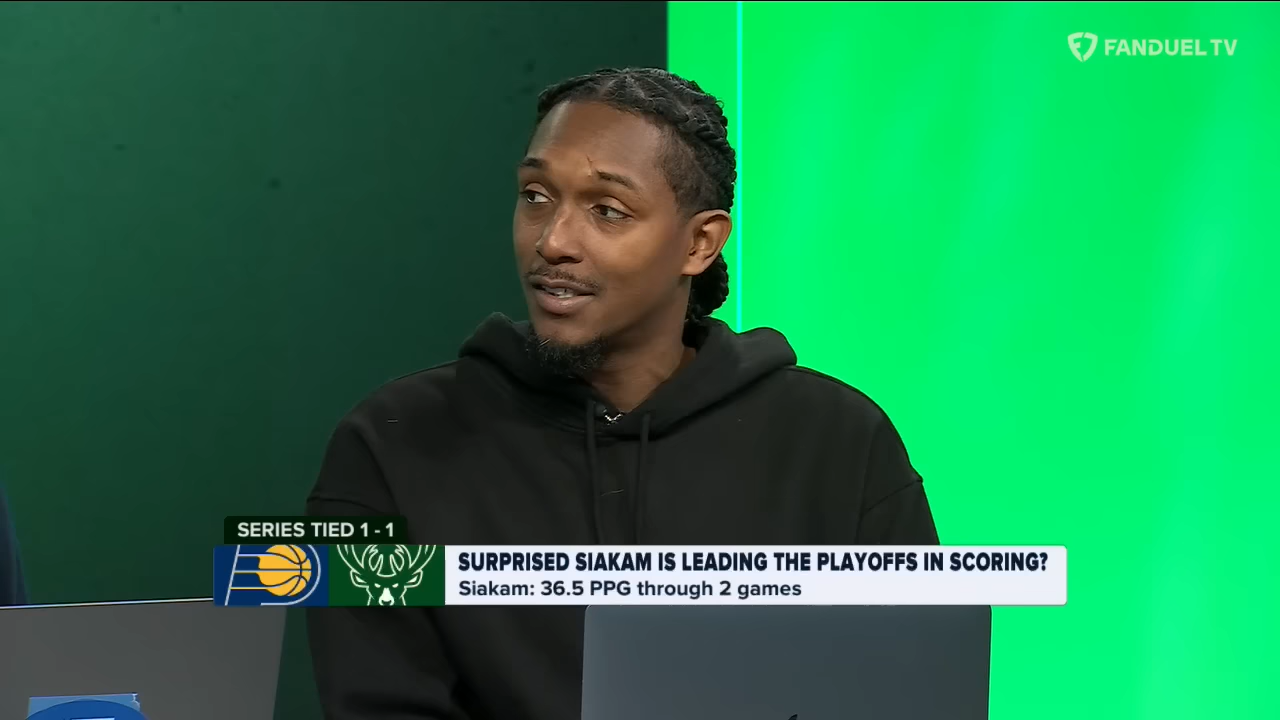 FANDUEL TV
SERIES TIED 1 - 1
SURPRISED SIAKAM IS LEADING THE PLAYOFFS IN SCORING?
Siakam: 36.5 PPG through 2 games